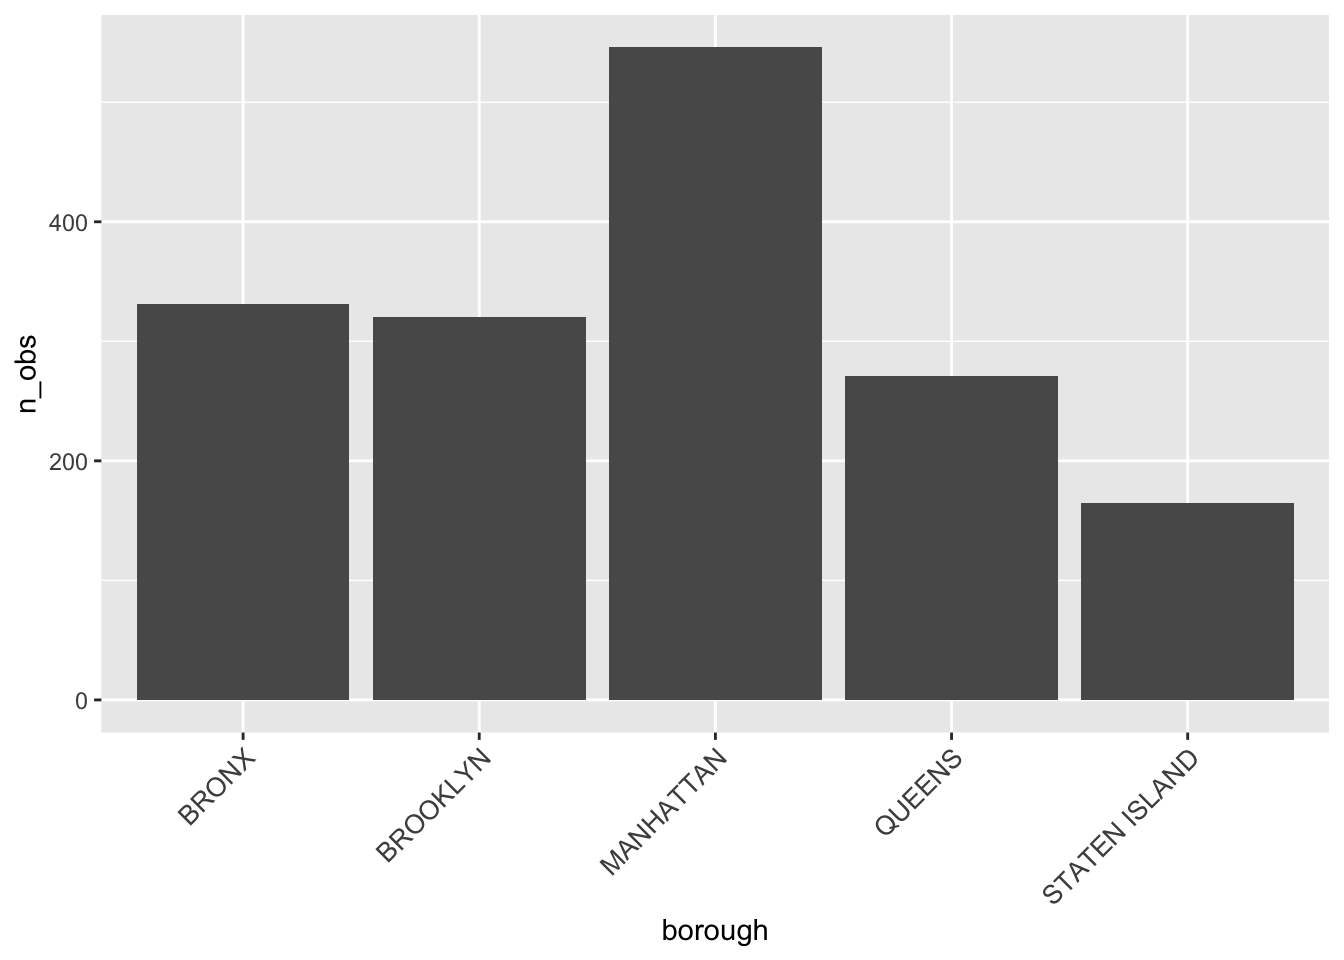 400
200
0
n_obs
BRONX
BROOKLYN
MANHATTAN
QUEENS
STATEN ISLAND
borough